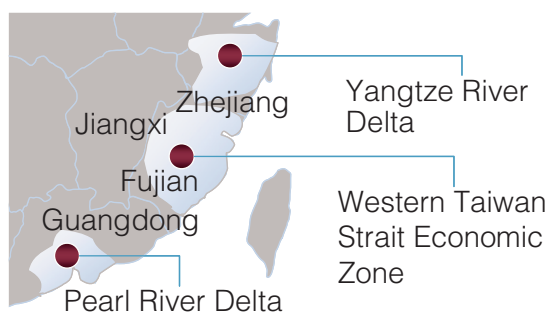 Zhejiang
Yangtze River
Delta
Jiangxi
Fujian
Western Taiwan
Strait Economic
Zone
Guangdong
Pearl River Delta